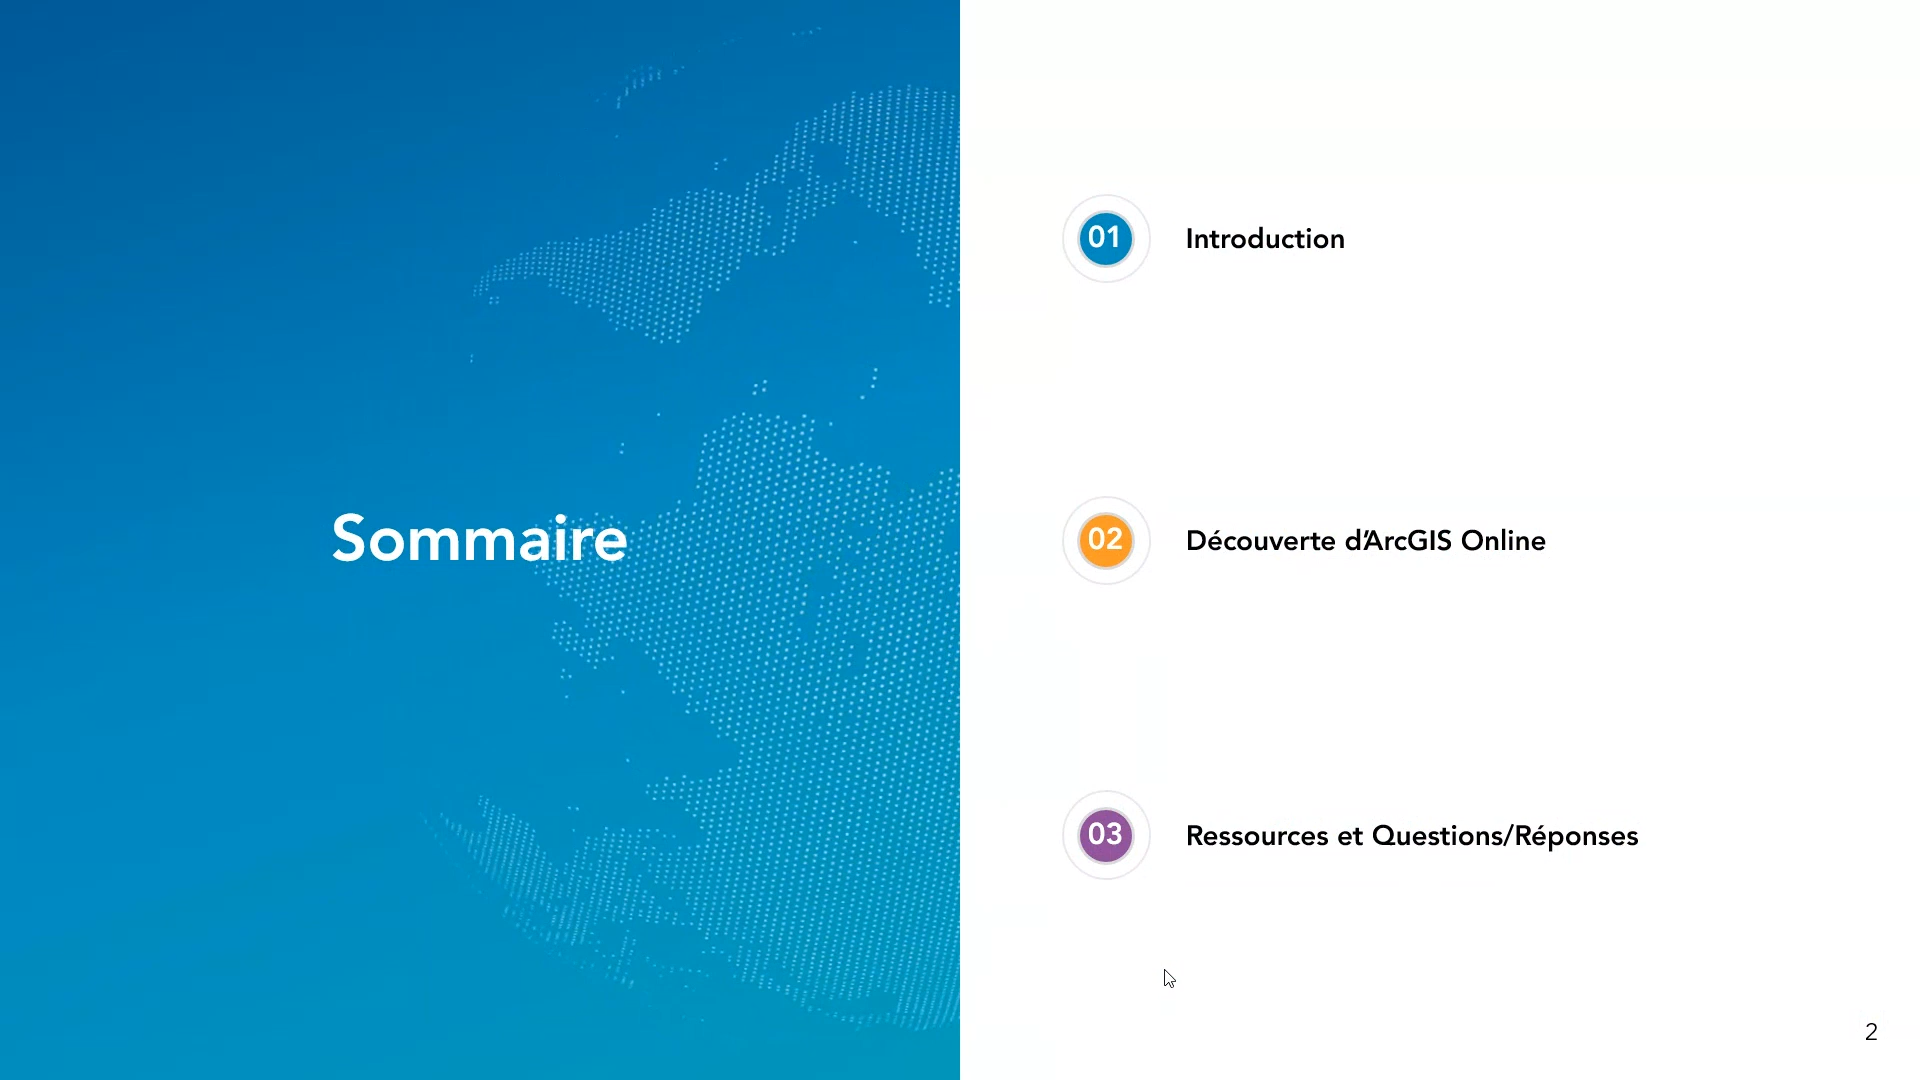 Sommaire
01 Introduction
02 Découverte d'ArcGIS Online
03 Ressources et Questions/Réponses
2